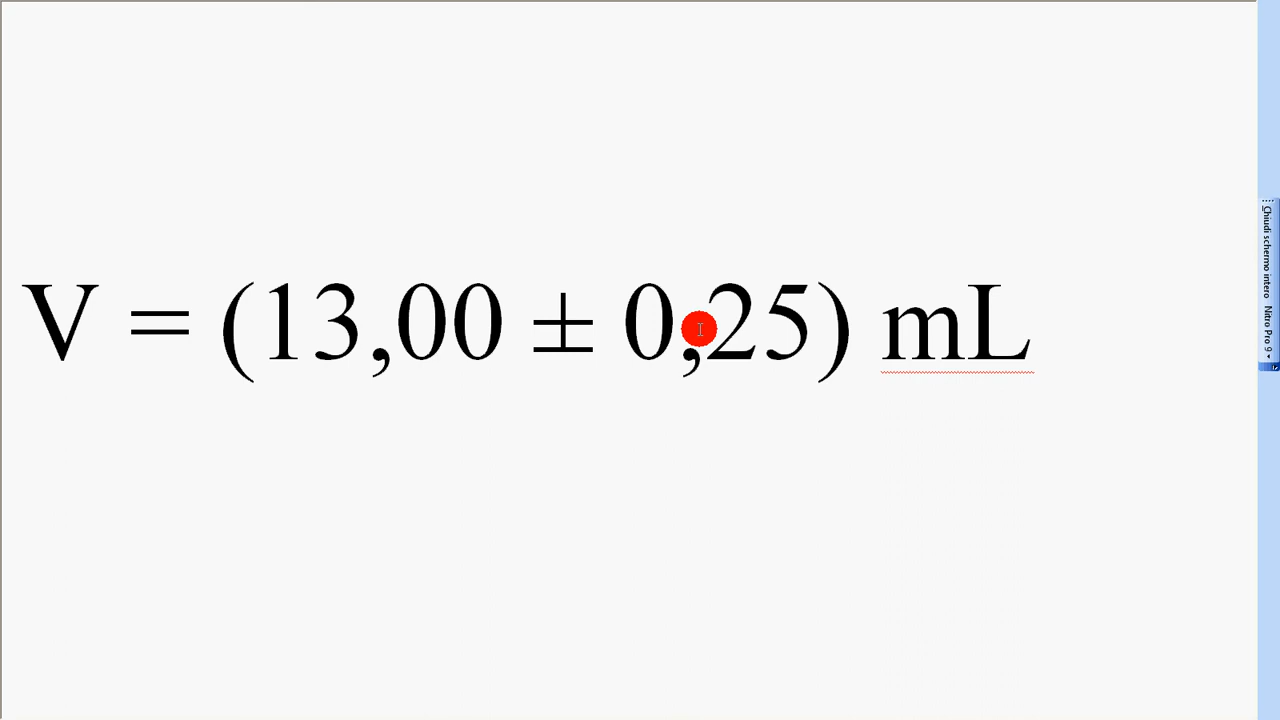 V = (13,00 ± 0,25) mL
Chiudi schermo intero Nitro Pro 9